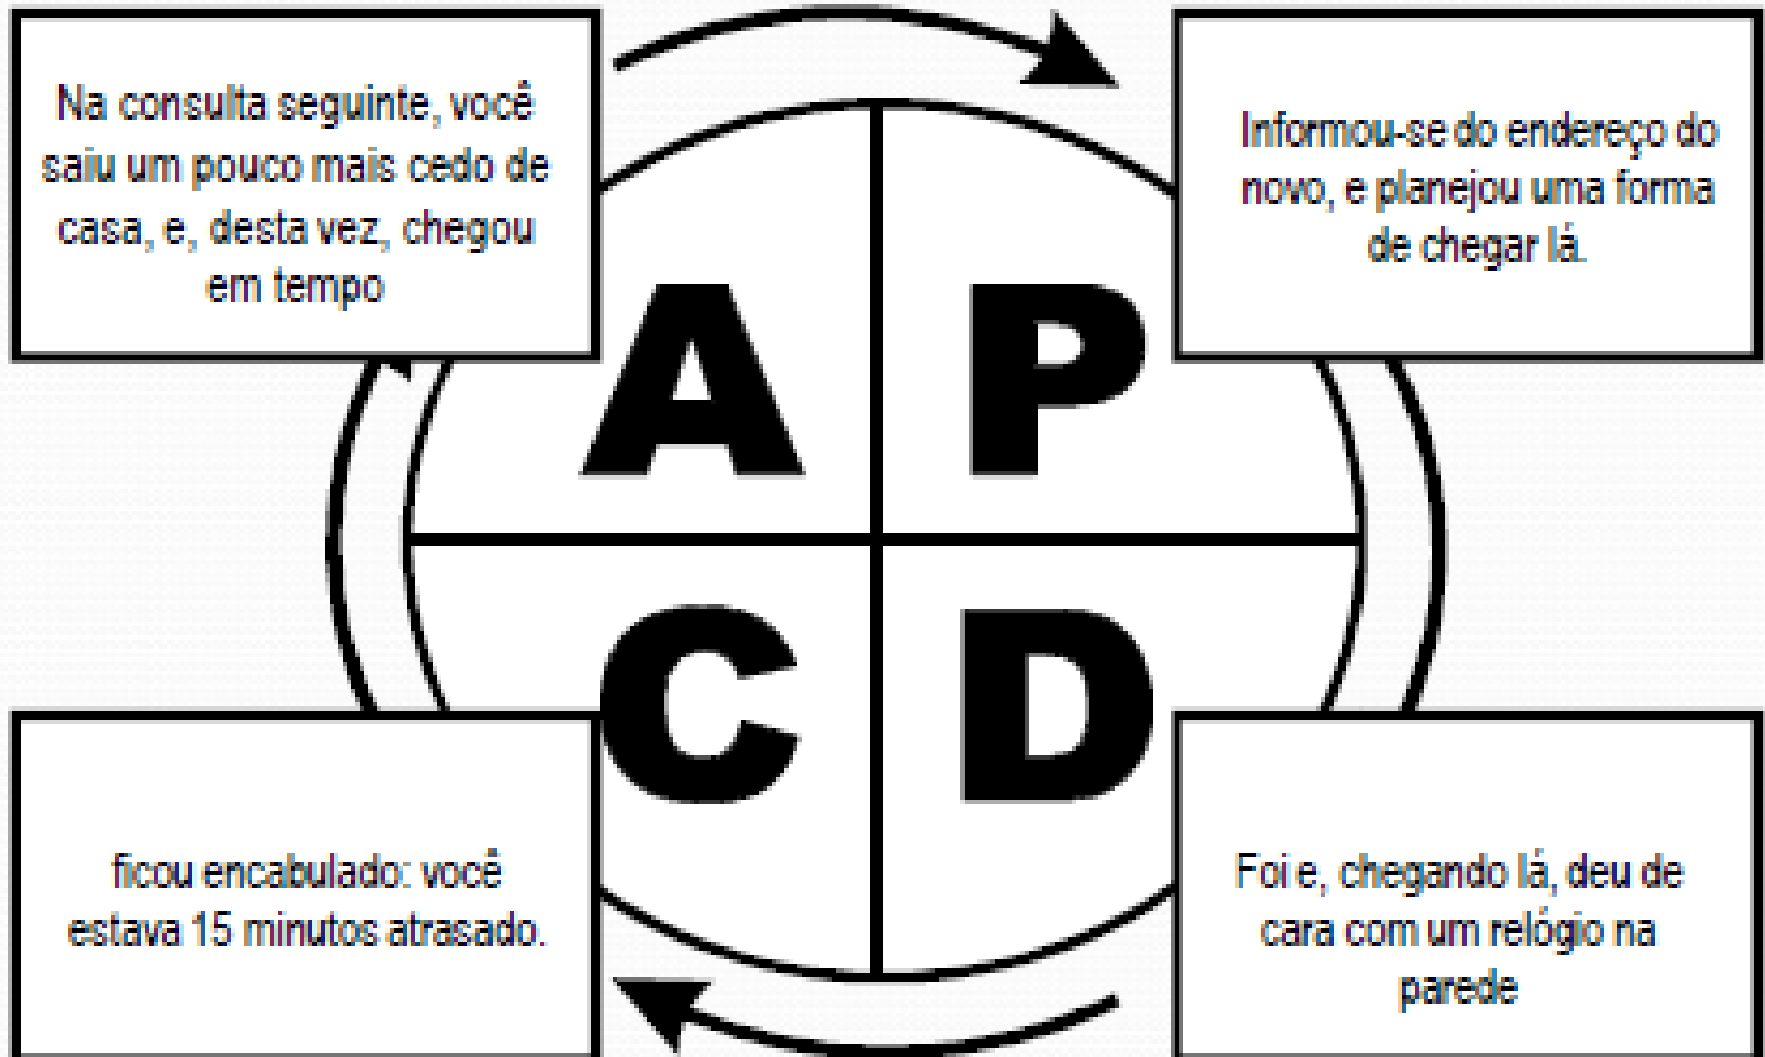 Na consulta seguinte, você
saiu um pouco mais cedo de
casa, e, desta vez, chegou
em tempo
Informou-se do endereço do
novo, e planejou uma forma
de chegar lá.
A
P
C
D
ficou encabulado: você
estava 15 minutos atrasado.
Foi e, chegando lá, deu de
cara com um relógio na
parede